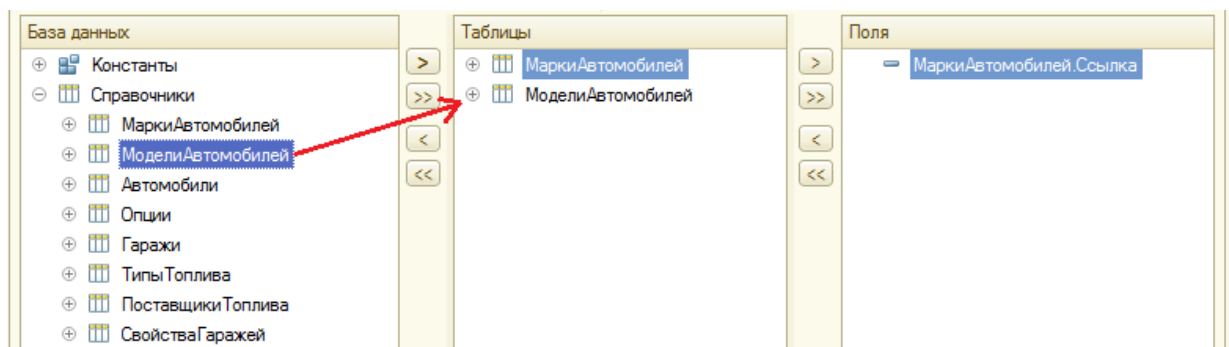 База данных
Константы
Справочники
МаркиАвтомобилей
МоделиАвтомобилей
Автомобили
Опции
Гаражи
ТипыТоплива
ПоставщикиТоплива
СвойстваГаражей
>
>>
<
<<
Таблицы
МаркиАвтомобилей
МоделиАвтомобилей
>
>>
<
<<
Поля
МаркиАвтомобилей.Ссылка